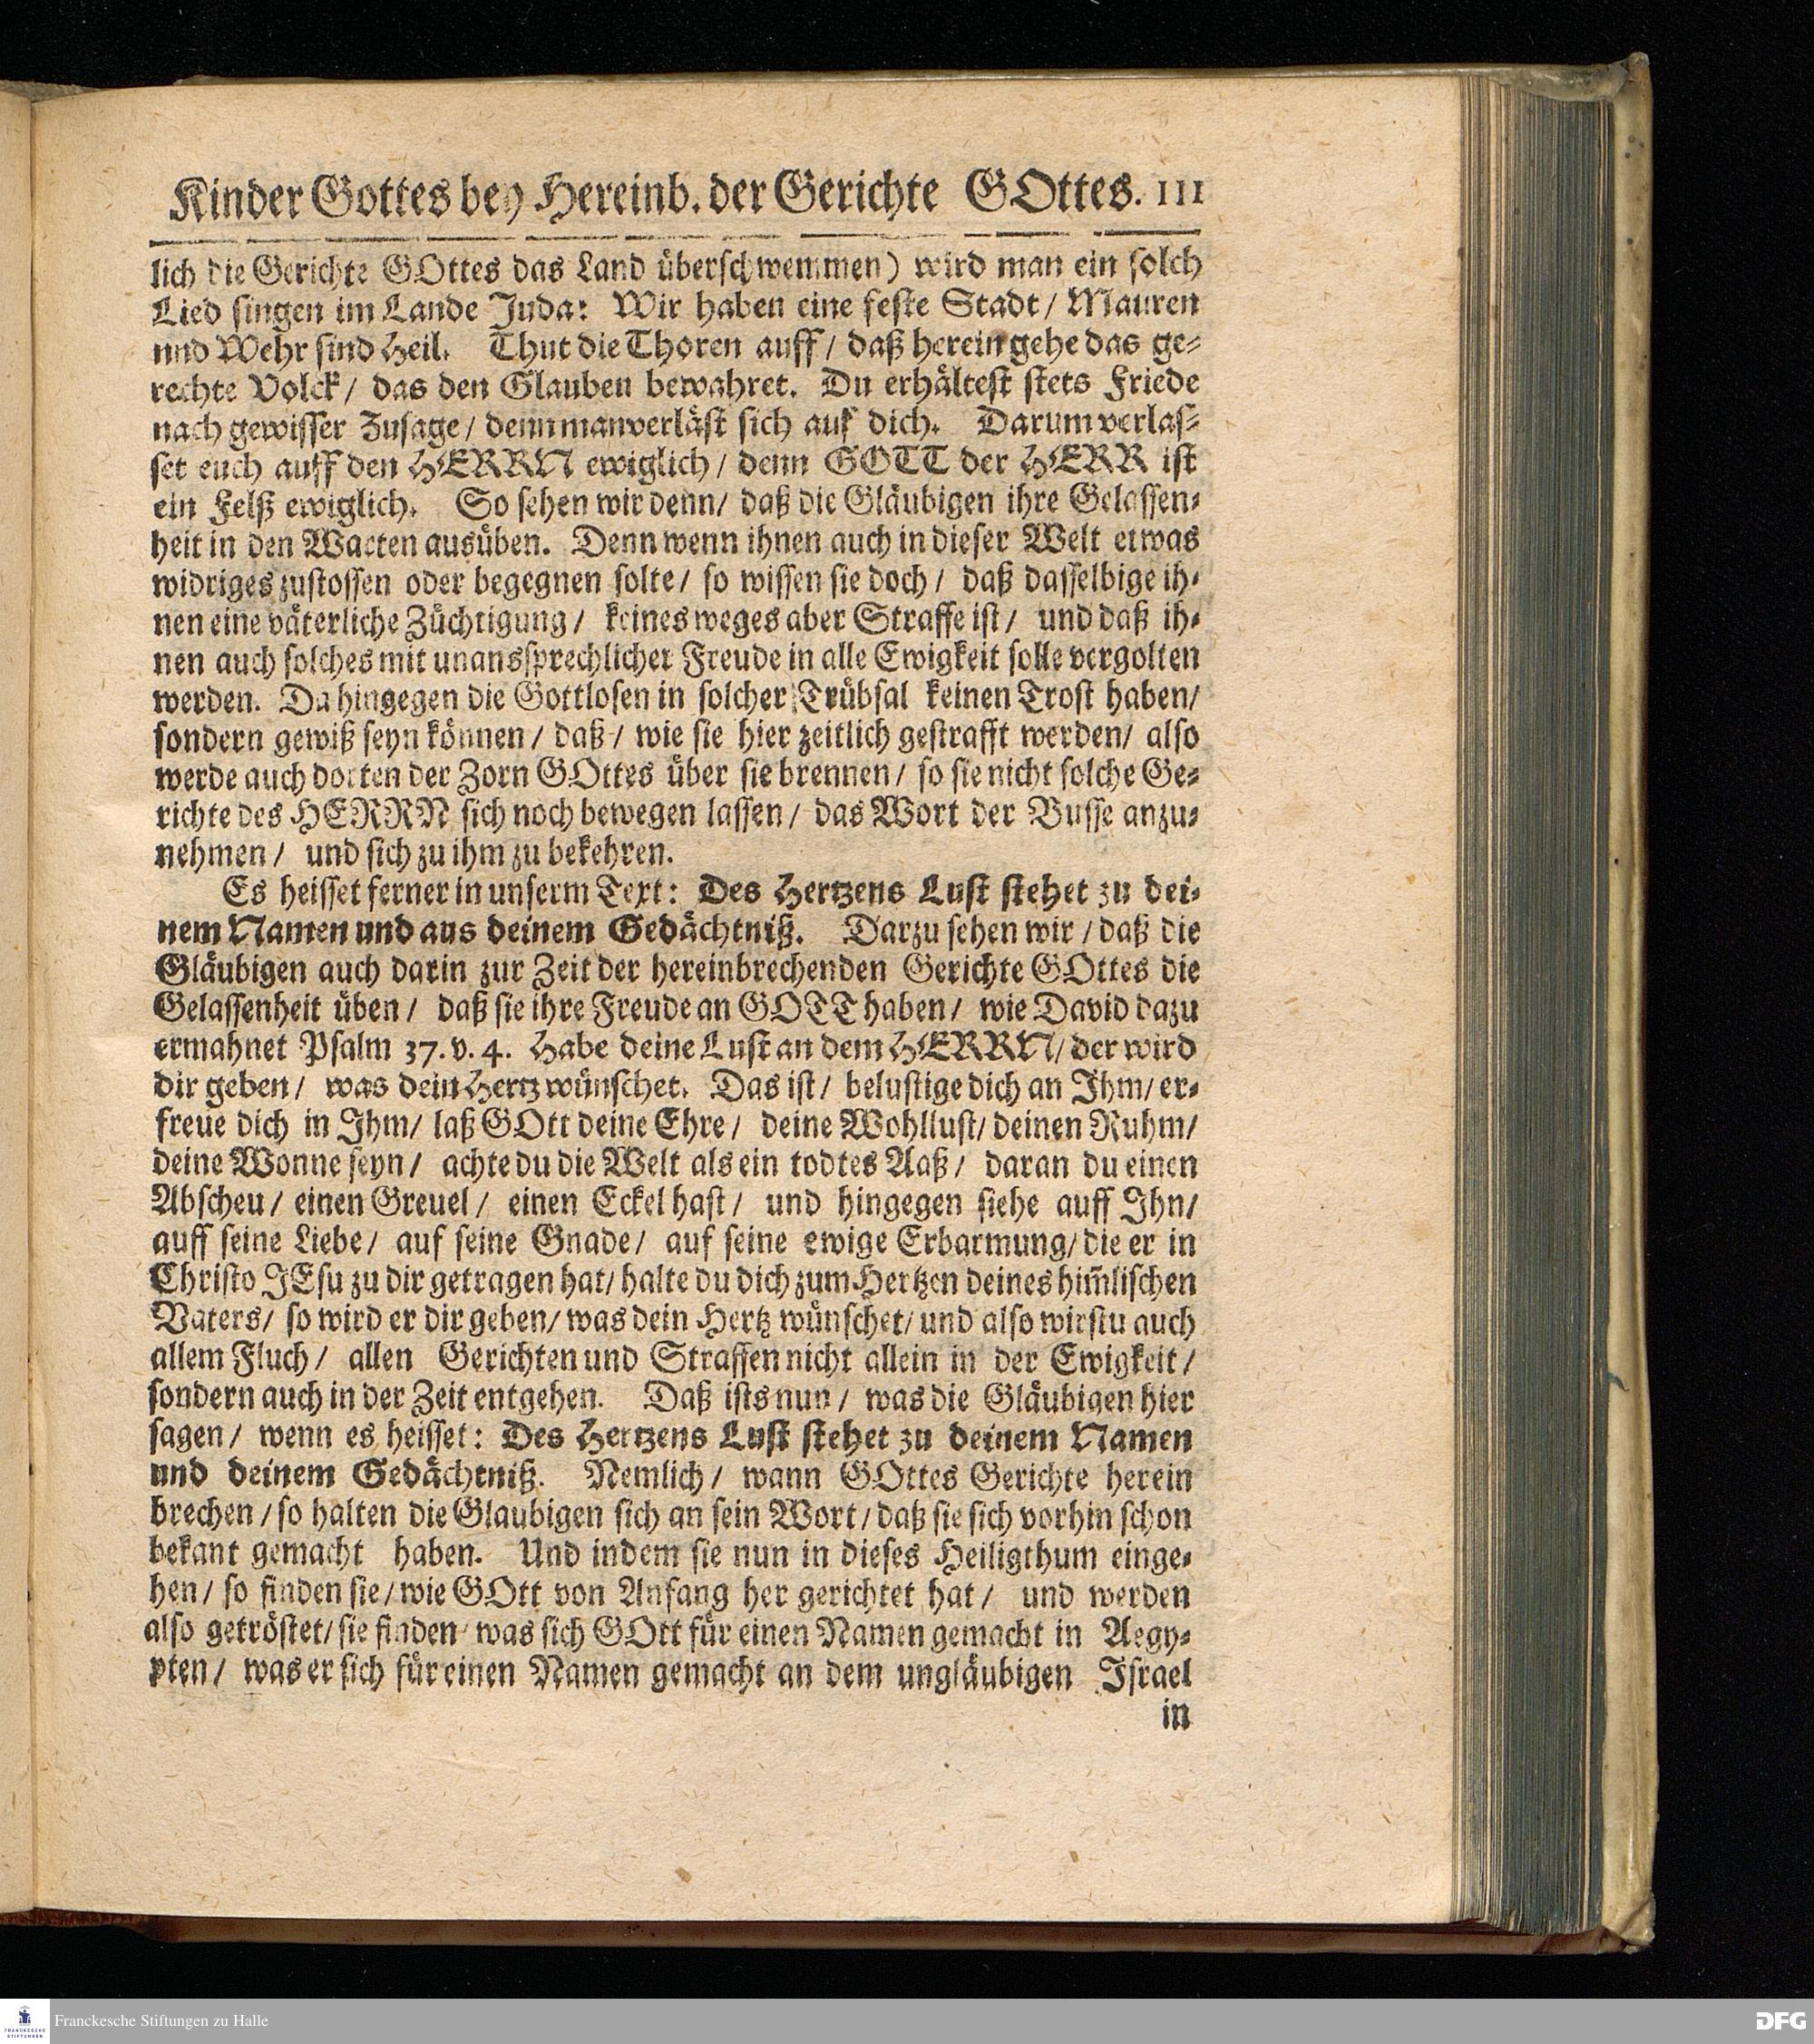 Kinder Gottes bey Hereinb. der Gerichte GOttes. 111
lich die Gerichte GOttes das Land überschwemmen) wird man ein solch
Lied singen im Lande Juda: Wir haben eine feste Stadt / Mauren
und Wehr sind Heil. Thut die Thoren auff / daß herein gehe das ge-
rechte Volck / das den Glauben bewahret. Du erhältest stets Friede
nach gewisser Zusage / denn man verläst sich auf dich. Darum verlas-
set euch auff den HERRN ewiglich / denn GOTT der HERR ist
ein Felß ewiglich. So sehen wir denn / daß die Gläubigen ihre Gelassen-
heit in den Warten ausüben. Denn wenn ihnen auch in dieser Welt etwas
widriges zustossen oder begegnen solte / so wissen sie doch / daß dasselbige ih-
nen eine väterliche Züchtigung / keines weges aber Straffe ist / und daß ih-
nen auch solches mit unanssprechlicher Freude in alle Ewigkeit solle vergolten
werden. Da hingegen die Gottlosen in solcher Trübsal keinen Trost haben /
sondern gewiß seyn können / daß / wie sie hier zeitlich gestrafft werden / also
werde auch dorten der Zorn GOttes über sie brennen / so sie nicht solche Ge-
richte des HERRN sich noch bewegen lassen / das Wort der Busse anzu-
nehmen / und sich zu ihm zu bekehren.
Es heisset ferner in unserm Text: Des Hertzens Lust stehet zu dei-
nem Namen und aus deinem Gedächtniß. Darzu sehen wir / daß die
Gläubigen auch darin zur Zeit der hereinbrechenden Gerichte GOttes die
Gelassenheit üben / daß sie ihre Freude an GOTT haben / wie David dazu
ermahnet Psalm 37. v. 4. Habe deine Lust an dem HERRN / der wird
dir geben / was dein Hertz wünschet. Das ist / belustige dich an Ihm / er-
freue dich in Ihm / laß GOtt deine Ehre / deine Wohllust / deinen Ruhm /
deine Wonne seyn / achte du die Welt als ein todtes Aaß / daran du einen
Abscheu / einen Greuel / einen Eckel hast / und hingegen siehe auff Ihn /
auff seine Liebe / auf seine Gnade / auf seine ewige Erbarmung / die er in
Christo JEsu zu dir getragen hat / halte du dich zum Hertzen deines him̃lischen
Vaters / so wird er dir geben / was dein Hertz wünschet / und also wirstu auch
allem Fluch / allen Gerichten und Straffen nicht allein in der Ewigkeit /
sondern auch in der Zeit entgehen. Daß ists nun / was die Gläubigen hier
sagen / wenn es heisset: Des Hertzens Lust stehet zu deinem Namen
und deinem Gedächtniß. Nemlich / wann GOttes Gerichte herein
brechen / so halten die Glaubigen sich an sein Wort / daß sie sich vorhin schon
bekant gemacht haben. Und indem sie nun in dieses Heiligthum einge-
hen / so finden sie / wie GOtt von Anfang her gerichtet hat / und werden
also getröstet / sie finden / was sich GOtt für einen Namen gemacht in Aegy-
pten / was er sich für einen Namen gemacht an dem ungläubigen Israel
in
Franckesche Stiftungen zu Halle
FRANCKESCHE STIFTUNGEN
DFG